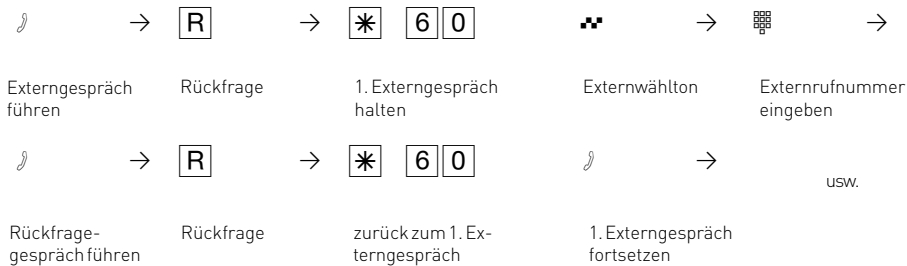 R * 6 0
Externgespräch Rückfrage 1. Externgespräch Externwählton Externrufnummer
führen halten eingeben
R * 6 0
usw.
Rückfrage- Rückfrage zurück zum 1. Ex- 1. Externgespräch
gespräch führen terngespräch fortsetzen